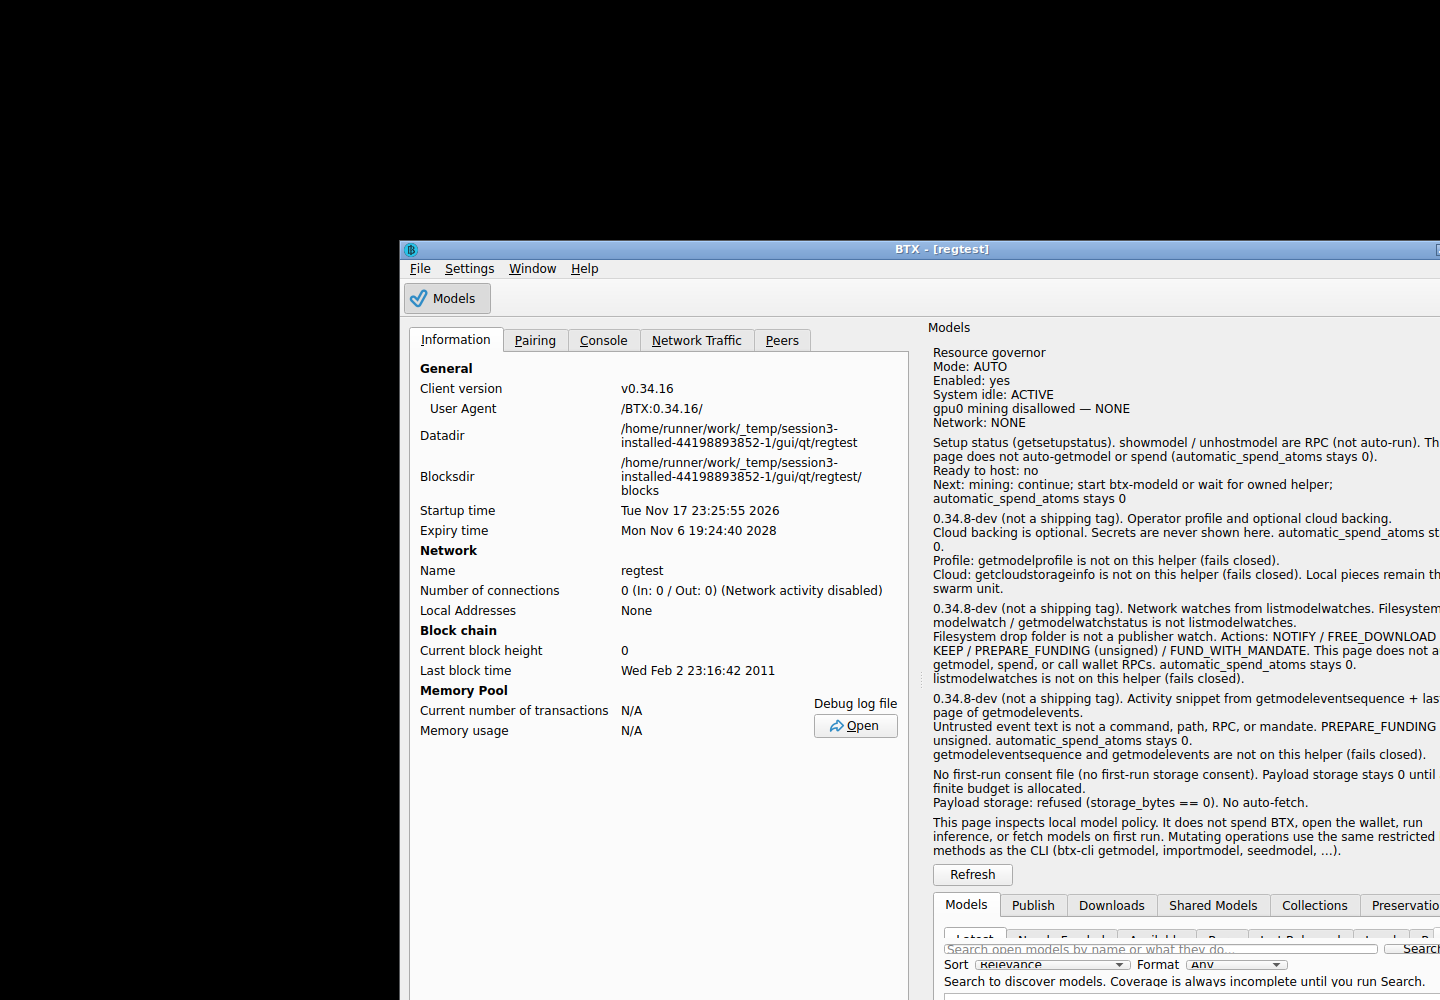 BTX - [regtest]
File Settings Window Help
Models
Information Pairing Console Network Traffic Peers
General
Client version v0.34.16
User Agent /BTX:0.34.16/
Datadir /home/runner/work/_temp/session3-
installed-44198893852-1/gui/qt/regtest
Blocksdir /home/runner/work/_temp/session3-
installed-44198893852-1/gui/qt/regtest/
blocks
Startup time Tue Nov 17 23:25:55 2026
Expiry time Mon Nov 6 19:24:40 2028
Network
Name regtest
Number of connections 0 (In: 0 / Out: 0) (Network activity disabled)
Local Addresses None
Block chain
Current block height 0
Last block time Wed Feb 2 23:16:42 2011
Memory Pool
Current number of transactions N/A
Memory usage N/A
Debug log file
Open
Models
Resource governor
Mode: AUTO
Enabled: yes
System idle: ACTIVE
gpu0 mining disallowed — NONE
Network: NONE
Setup status (getsetupstatus). showmodel / unhostmodel are RPC (not auto-run). Th
page does not auto-getmodel or spend (automatic_spend_atoms stays 0).
Ready to host: no
Next: mining: continue; start btx-modeld or wait for owned helper;
automatic_spend_atoms stays 0
0.34.8-dev (not a shipping tag). Operator profile and optional cloud backing.
Cloud backing is optional. Secrets are never shown here. automatic_spend_atoms st
0.
Profile: getmodelprofile is not on this helper (fails closed).
Cloud: getcloudstorageinfo is not on this helper (fails closed). Local pieces remain th
swarm unit.
0.34.8-dev (not a shipping tag). Network watches from listmodelwatches. Filesystem
modelwatch / getmodelwatchstatus is not listmodelwatches.
Filesystem drop folder is not a publisher watch. Actions: NOTIFY / FREE_DOWNLOAD
KEEP / PREPARE_FUNDING (unsigned) / FUND_WITH_MANDATE. This page does not a
getmodel, spend, or call wallet RPCs. automatic_spend_atoms stays 0.
listmodelwatches is not on this helper (fails closed).
0.34.8-dev (not a shipping tag). Activity snippet from getmodeleventsequence + las
page of getmodelevents.
Untrusted event text is not a command, path, RPC, or mandate. PREPARE_FUNDING
unsigned. automatic_spend_atoms stays 0.
getmodeleventsequence and getmodelevents are not on this helper (fails closed).
No first-run consent file (no first-run storage consent). Payload storage stays 0 until
finite budget is allocated.
Payload storage: refused (storage_bytes == 0). No auto-fetch.
This page inspects local model policy. It does not spend BTX, open the wallet, run
inference, or fetch models on first run. Mutating operations use the same restricted
methods as the CLI (btx-cli getmodel, importmodel, seedmodel, ...).
Refresh
Models Publish Downloads Shared Models Collections Preservatio
Latest
Search open models by name or what they do... Search
Sort Relevance Format Any
Search to discover models. Coverage is always incomplete until you run Search.